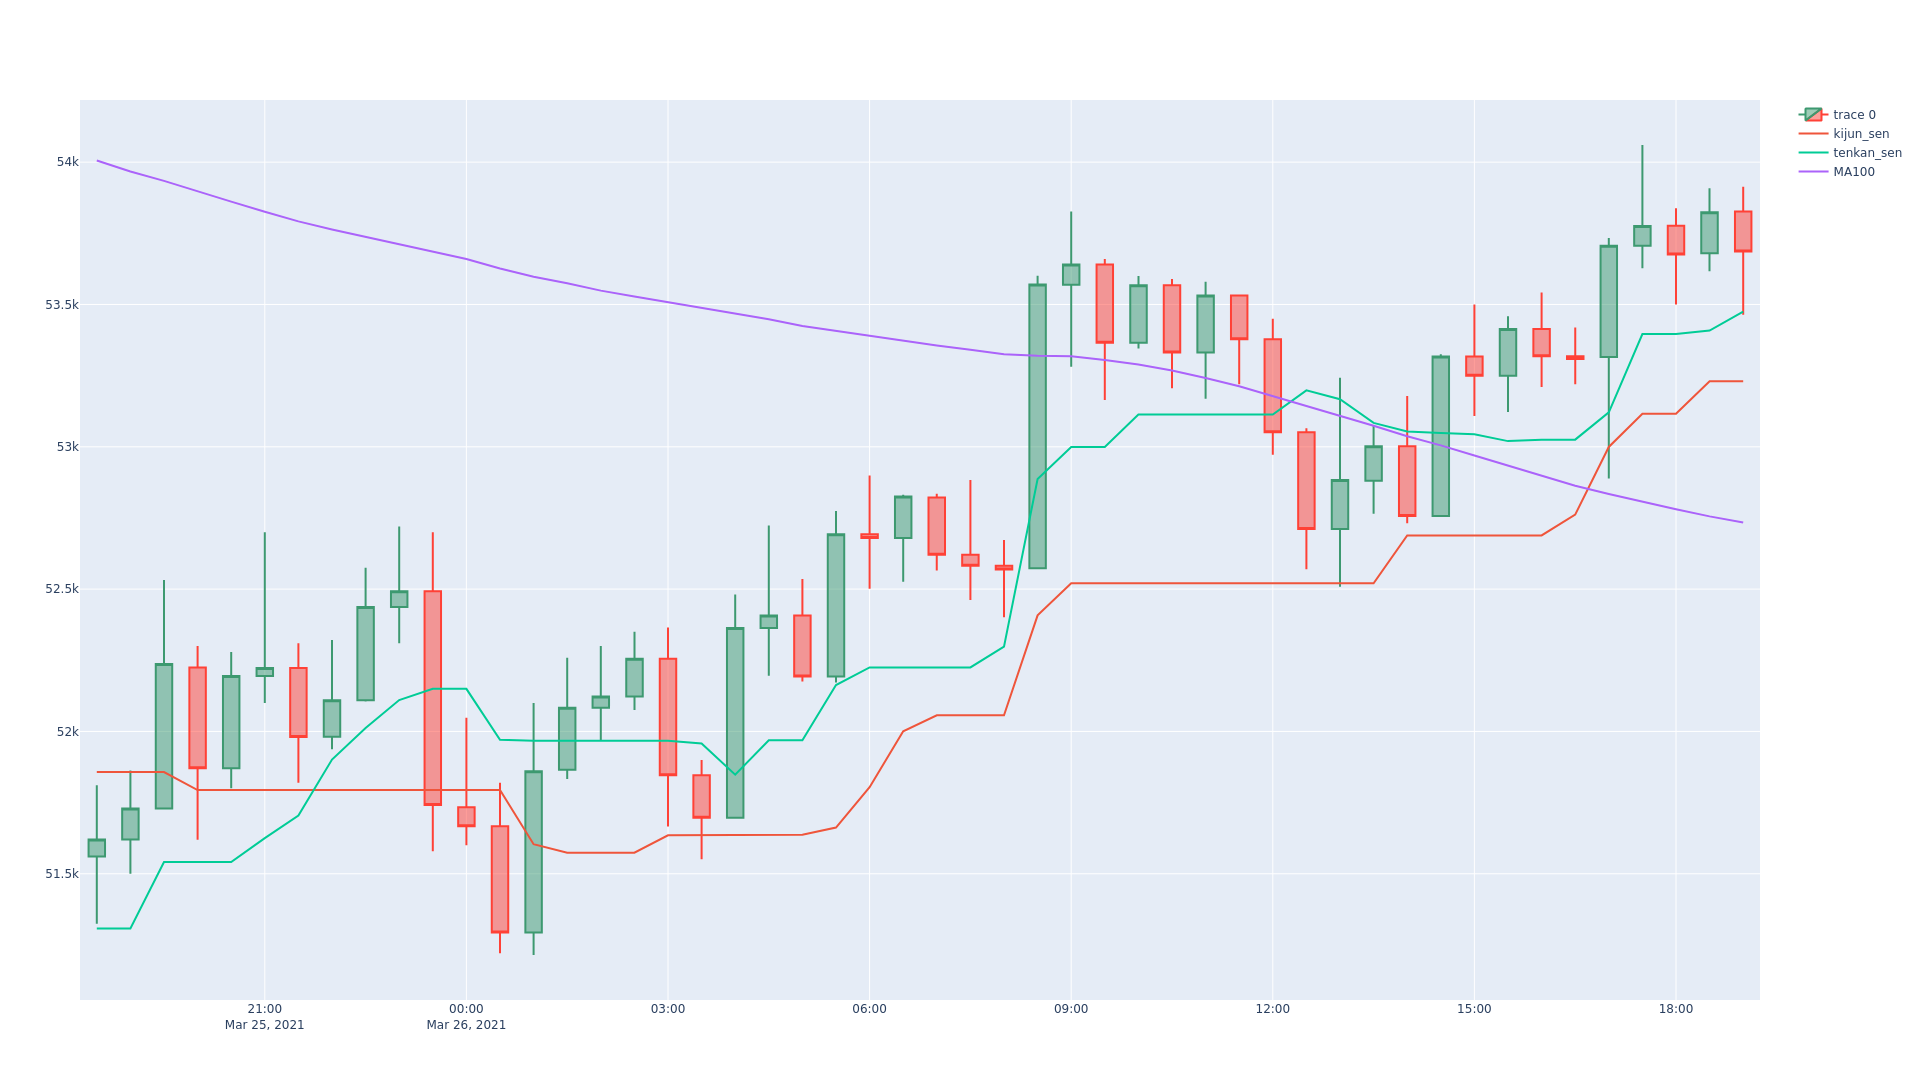 trace 0
kijun_sen
tenkan_sen
MA100
54k
53.5k
53k
52.5k
52k
51.5k
21:00
Mar 25, 2021
00:00
Mar 26, 2021
03:00
06:00
09:00
12:00
15:00
18:00